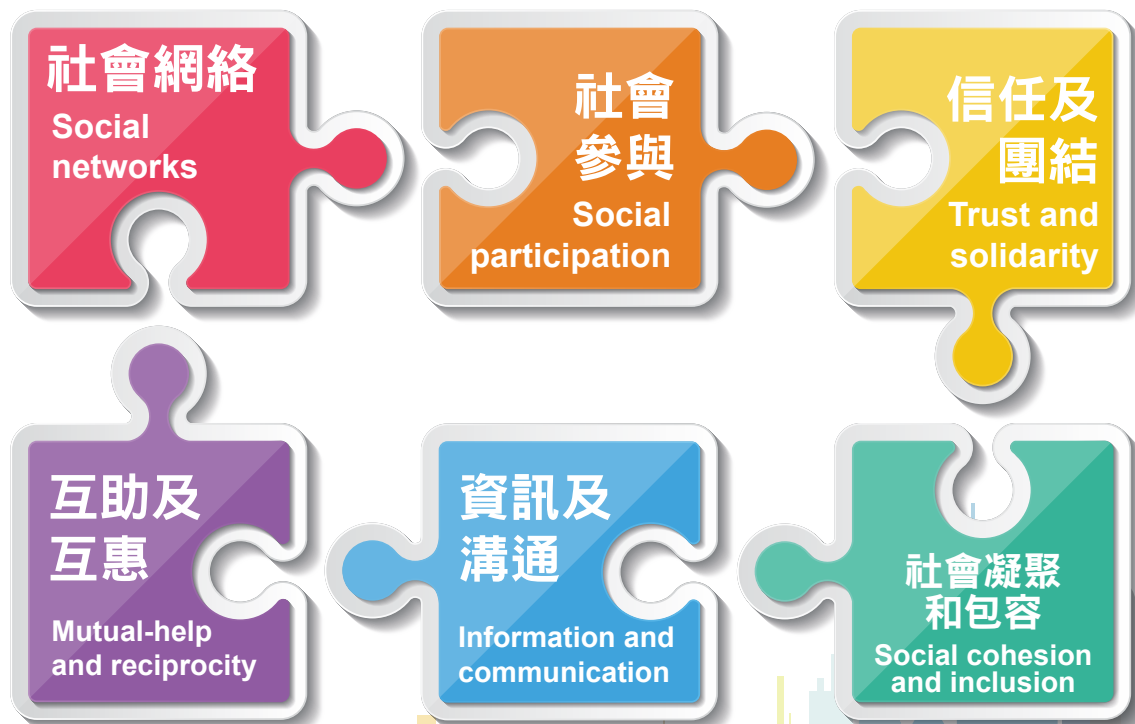 社會網絡
Social
networks
社會
參與
Social
participation
信任及
團結
Trust and
solidarity
互助及
互惠
Mutual-help
and reciprocity
資訊及
溝通
Information and
communication
社會凝聚
和包容
Social cohesion
and inclusion